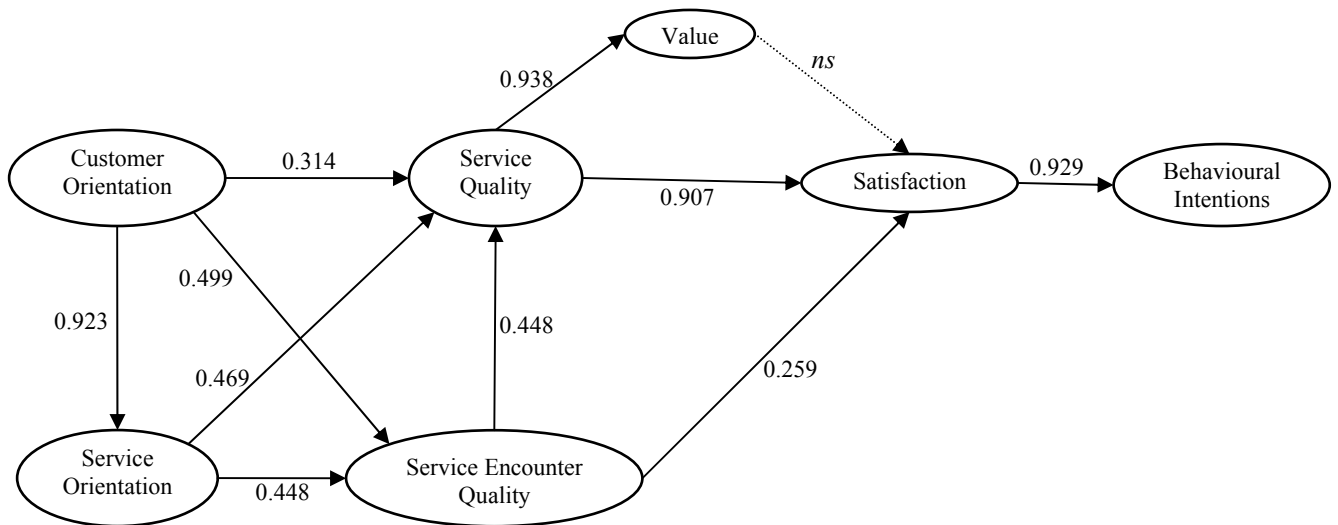 Value
ns
0.938
Customer
Orientation
0.314
Service
Quality
0.907
Satisfaction
0.929
Behavioural
Intentions
0.499
0.923
0.448
0.469
0.259
Service
Orientation
0.448
Service Encounter
Quality